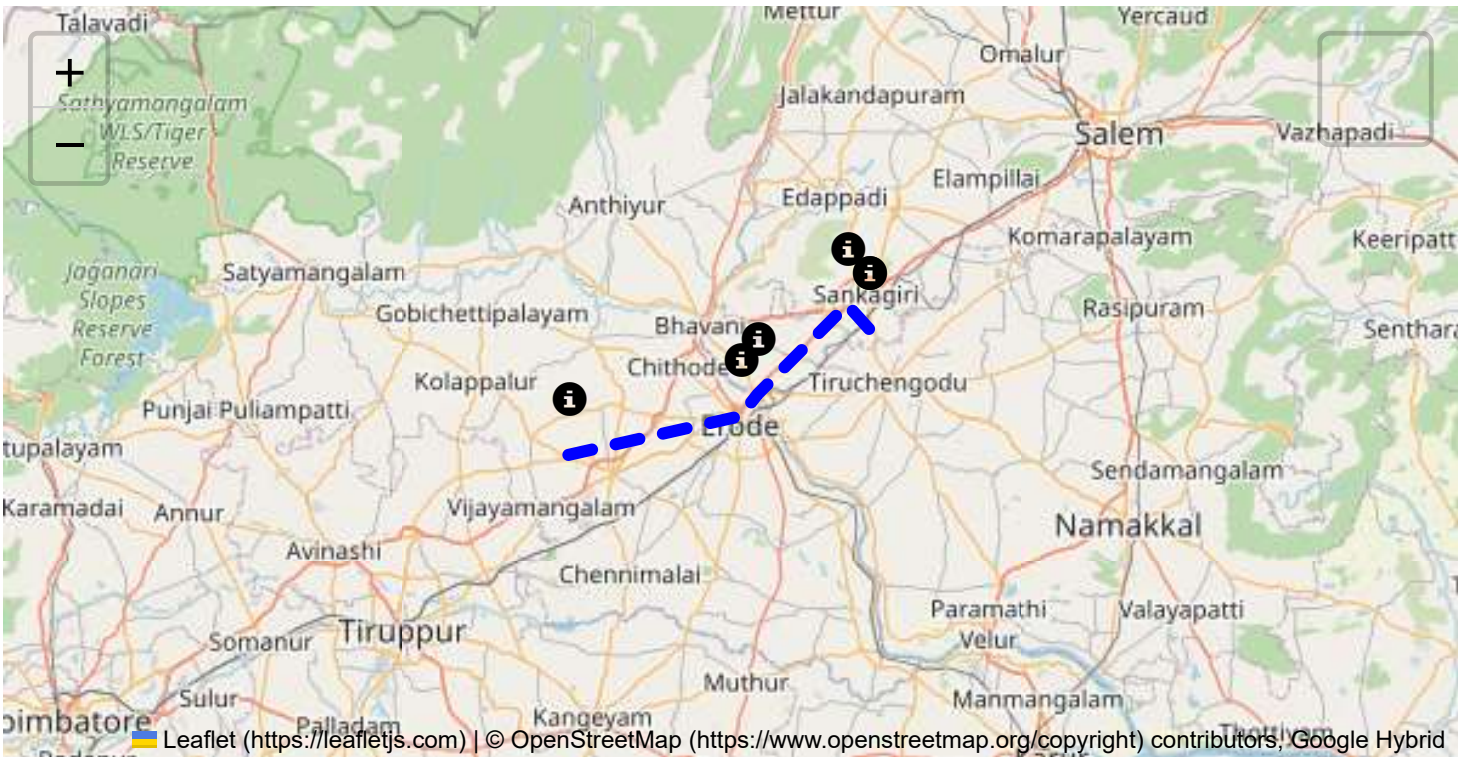 Talavadi
Mettur
Yercaud
Omalur
+
Jalakandapuram
Sathyamangalam
WLS/Tiger
Reserve
Salem
Vazhapadi
−
Elampillai
Edappadi
Anthiyur
Komarapalayam
Keeripatt
i
Jaganari
Slopes
Reserve
Forest
Satyamangalam
i
Sankagiri
Gobichettipalayam
Rasipuram
Bhavani
Senthara
i
Chithode
i
Kolappalur
Tiruchengodu
i
Punjai Puliampatti
Erode
tupalayam
Sendamangalam
Karamadai
Annur
Vijayamangalam
Namakkal
Avinashi
Chennimalai
Paramathi
Velur
Valayapatti
Somanur
Tiruppur
Muthur
Sulur
Manmangalam
oimbatore
Palladam
Kangeyam
Thottiyam
Leaflet (https://leafletjs.com) | © OpenStreetMap (https://www.openstreetmap.org/copyright) contributors, Google Hybrid
Karur